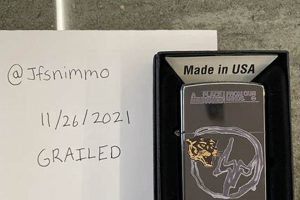 @Jfsnimmo
11/26/2021
GRAILED
Made in USA